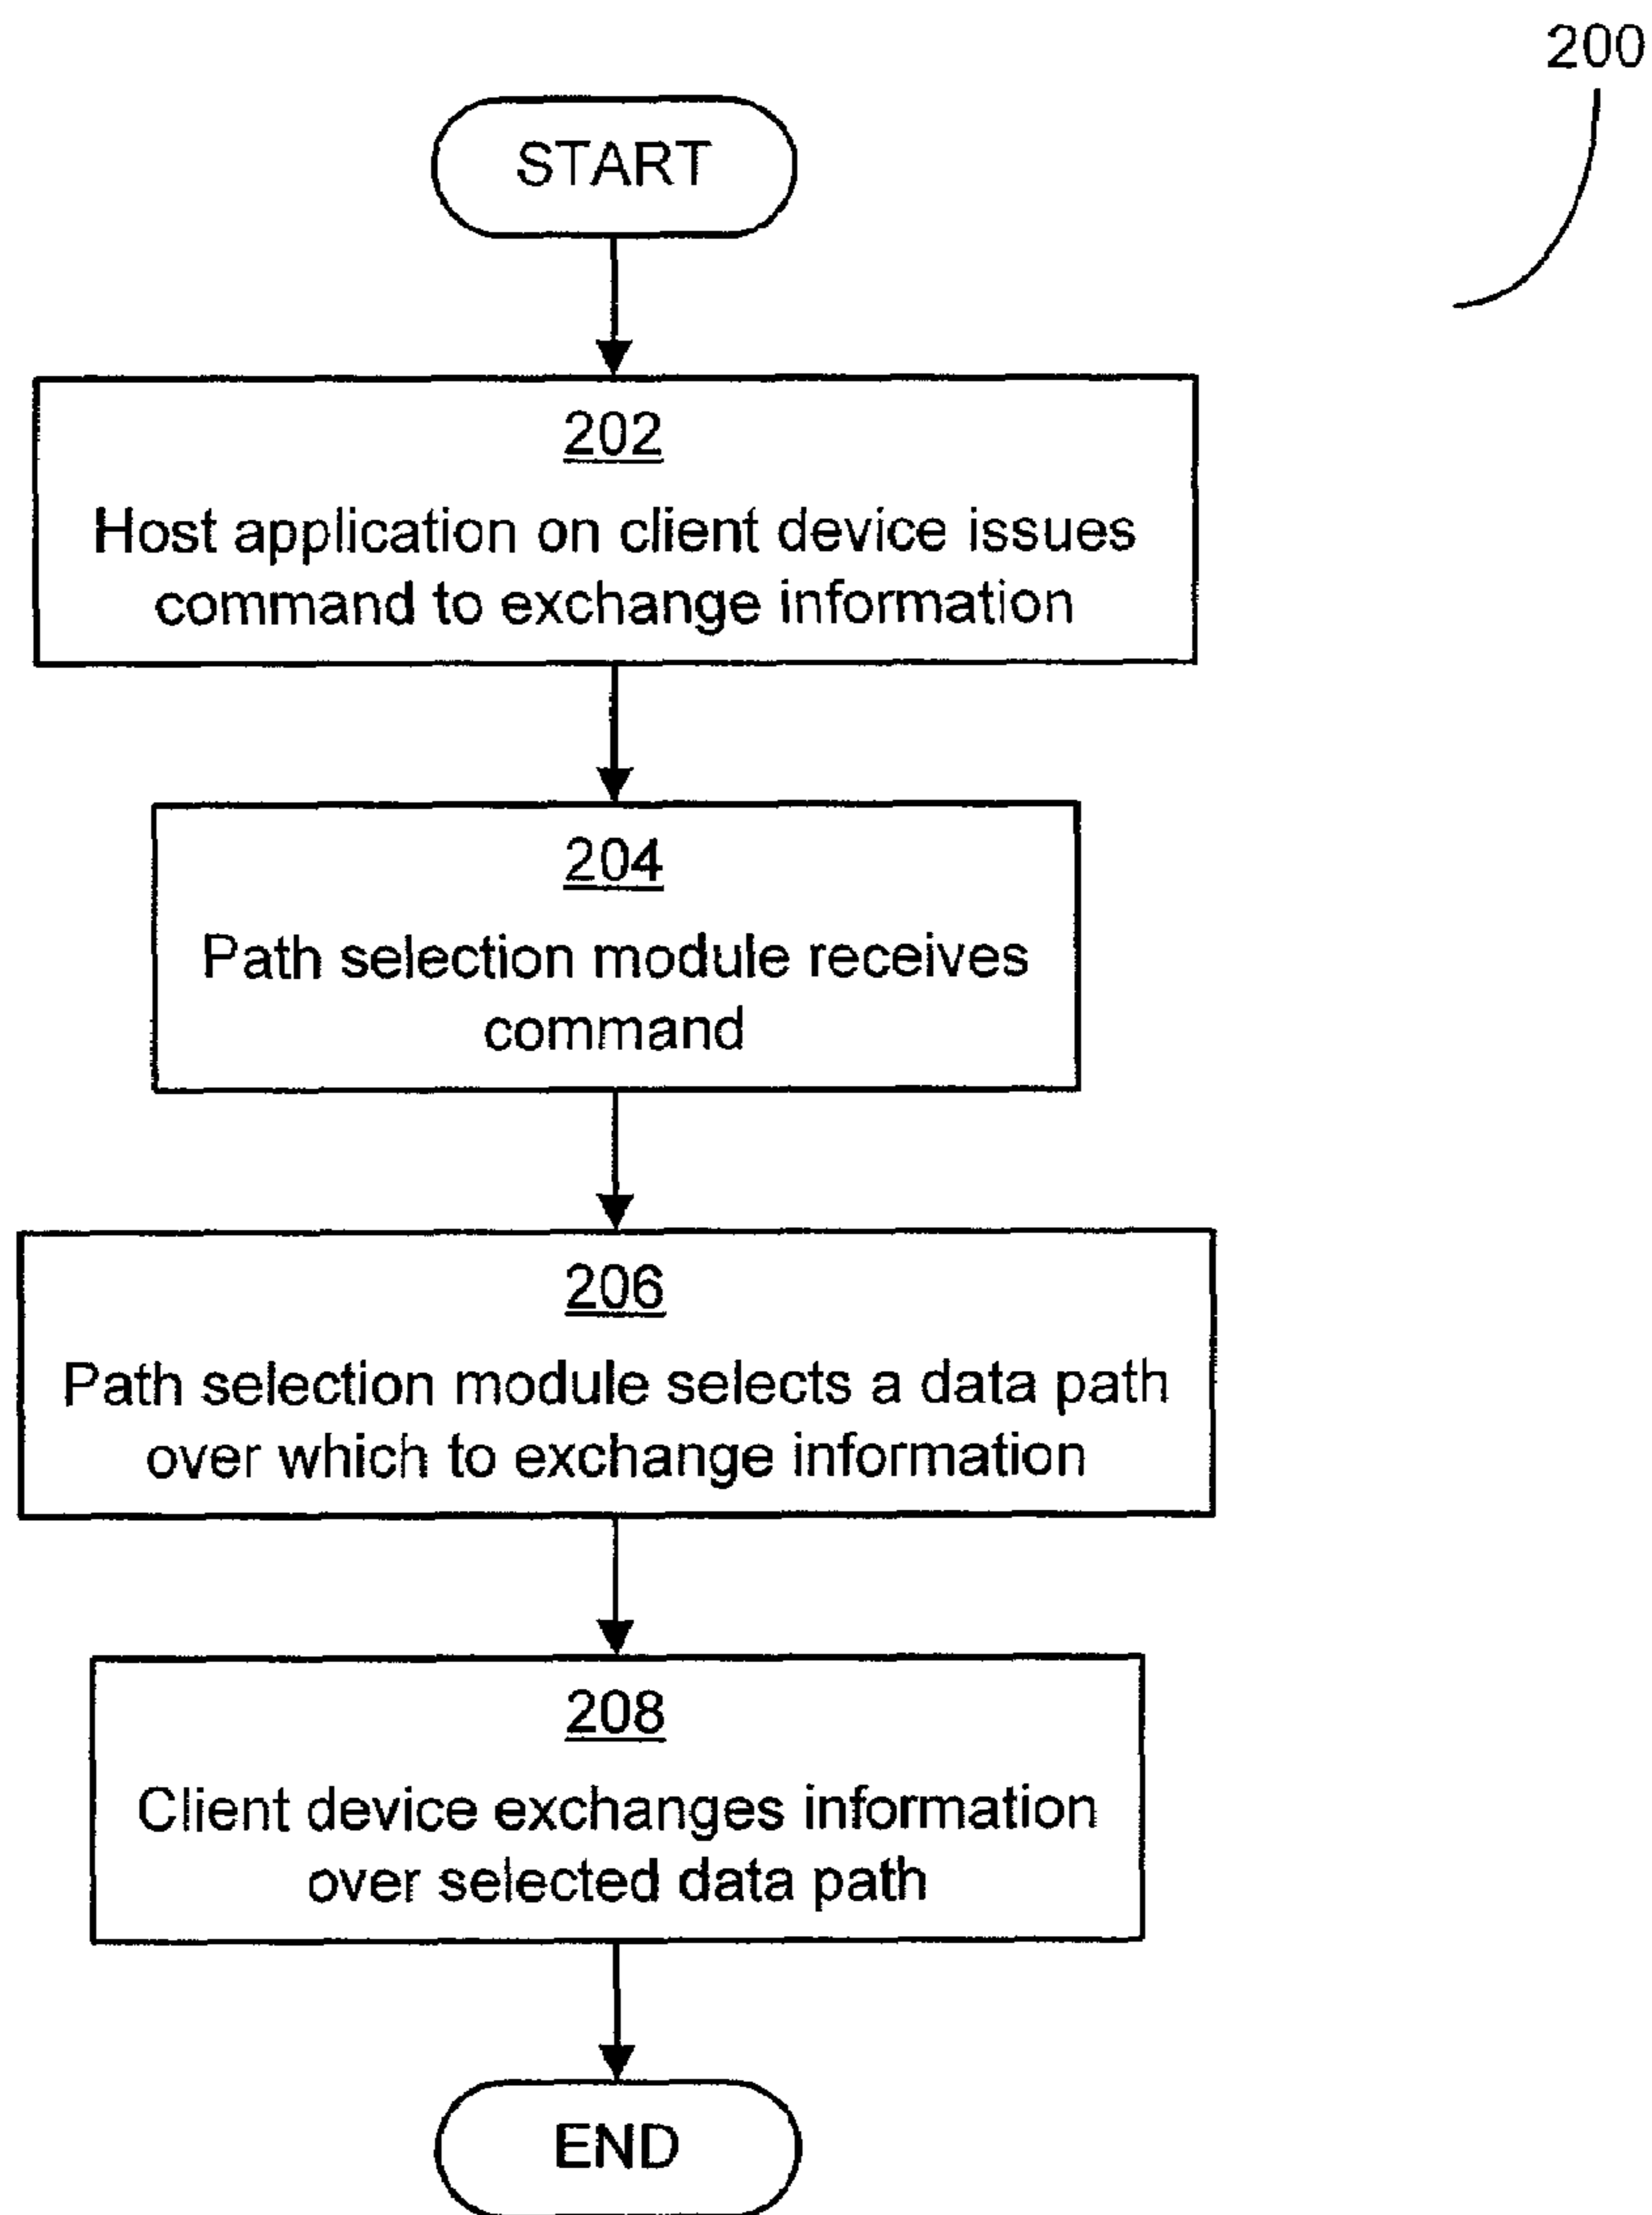 200
START
202
Host application on client device issues
command to exchange information
204
Path selection module receives
command
206
Path selection module selects a data path
over which to exchange information
208
Client device exchanges information
over selected data path
END